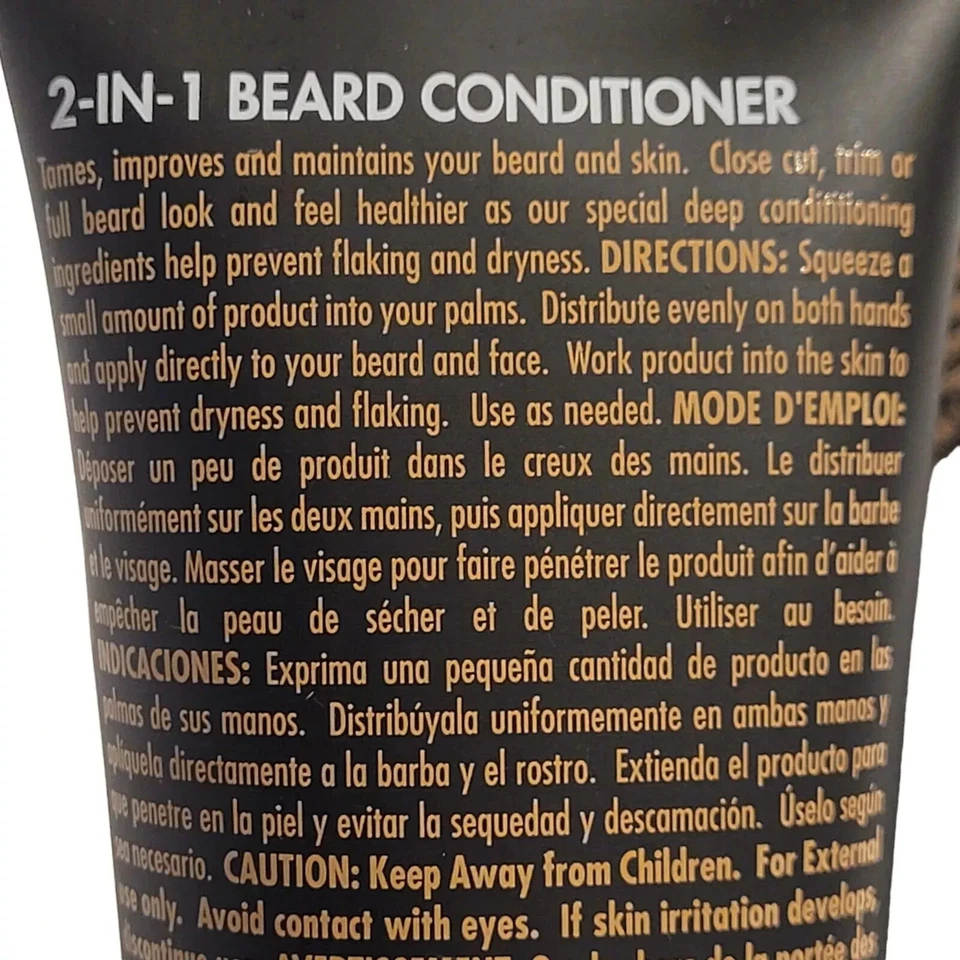 2-IN-1 BEARD CONDITIONER
Tames, improves and maintains your beard and skin. Close cut, trim or
full beard look and feel healthier as our special deep conditioning
ingredients help prevent flaking and dryness. DIRECTIONS: Squeeze a
small amount of product into your palms. Distribute evenly on both hands
and apply directly to your beard and face. Work product into the skin to
help prevent dryness and flaking. Use as needed. MODE D'EMPLOI:
Déposer un peu de produit dans le creux des mains. Le distribuer
uniformément sur les deux mains, puis appliquer directement sur la barbe
et le visage. Masser le visage pour faire pénétrer le produit afin d'aider à
empêcher la peau de sécher et de peler. Utiliser au besoin.
INDICACIONES: Exprima una pequeña cantidad de producto en las
palmas de sus manos. Distribúyala uniformemente en ambas manos y
aplíquela directamente a la barba y el rostro. Extienda el producto para
que penetre en la piel y evitar la sequedad y descamación. Úselo según
sea necesario. CAUTION: Keep Away from Children. For External
use only. Avoid contact with eyes. If skin irritation develops,
discontinue use. AVERTISSEMENT: Garder hors de la portée des